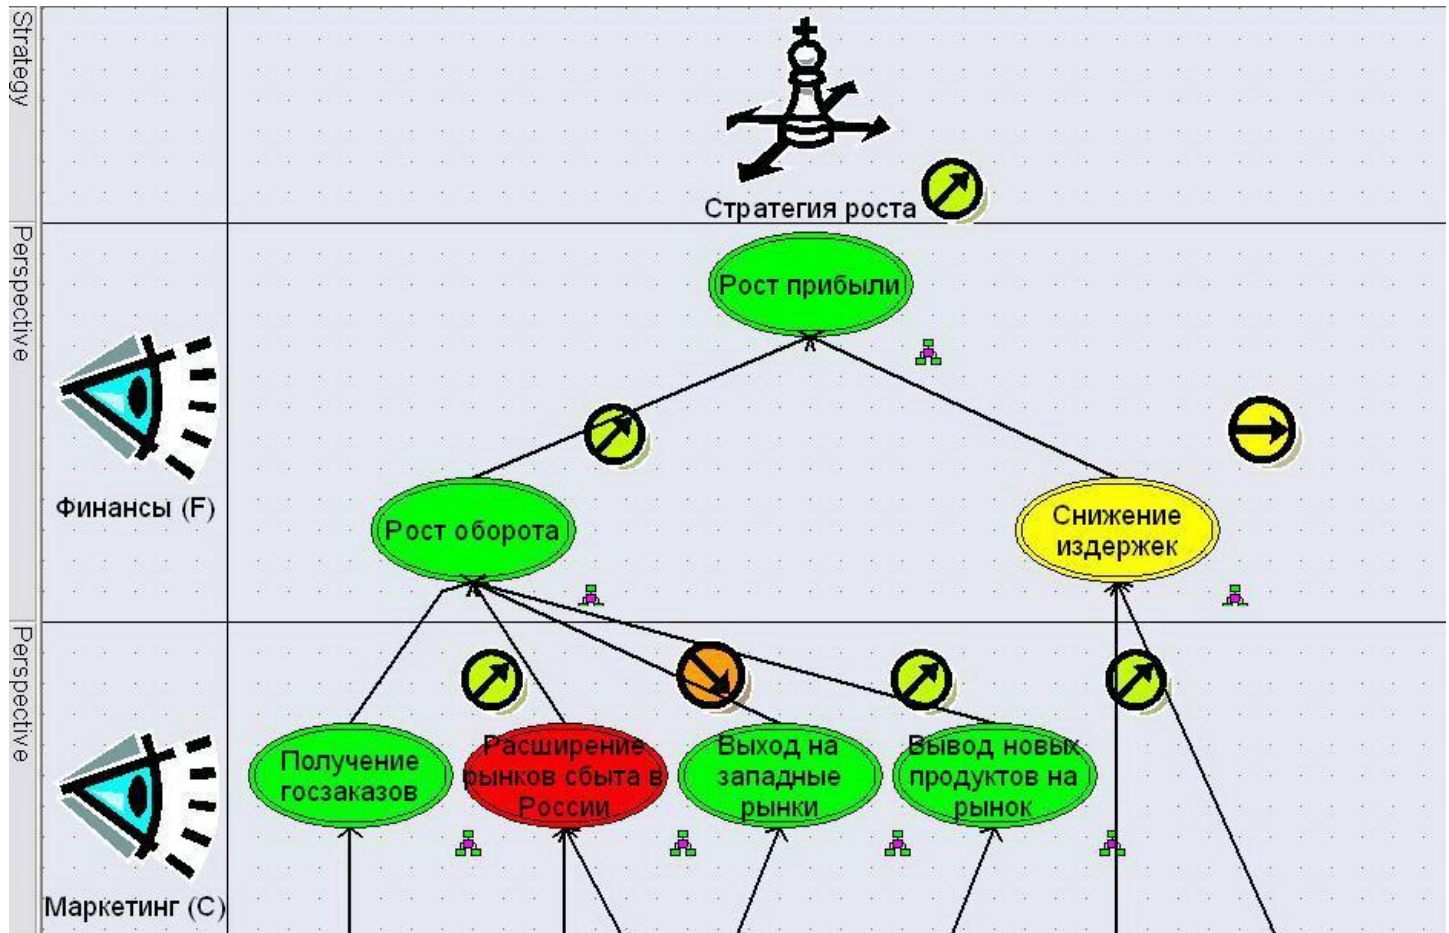 Strategy
Стратегия роста
Perspective
Рост прибыли
Финансы (F)
Рост оборота
Снижение
издержек
Perspective
Получение
госзаказов
Расширение
рынков сбыта в
России
Выход на
западные
рынки
Вывод новых
продуктов на
рынок
Маркетинг (C)